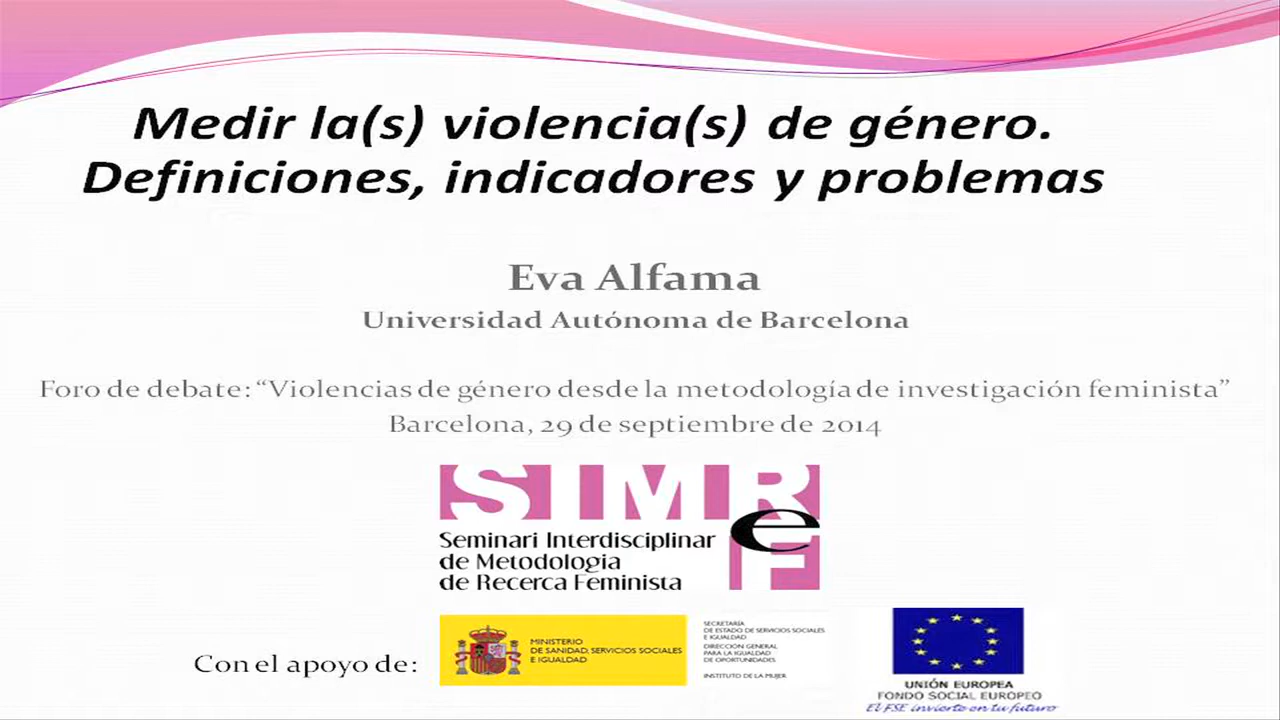 Medir la(s) violencia(s) de género.
Definiciones, indicadores y problemas
Eva Alfama
Universidad Autónoma de Barcelona
Foro de debate: “Violencias de género desde la metodología de investigación feminista”
Barcelona, 29 de septiembre de 2014
SIMReF
Seminari Interdisciplinar
de Metodologia
de Recerca Feminista
Con el apoyo de:
MINISTERIO
DE SANIDAD, SERVICIOS SOCIALES
E IGUALDAD
SECRETARÍA
DE ESTADO DE SERVICIOS SOCIALES
E IGUALDAD
DIRECCIÓN GENERAL
PARA LA IGUALDAD
DE OPORTUNIDADES
INSTITUTO DE LA MUJER
UNIÓN EUROPEA
FONDO SOCIAL EUROPEO
El FSE invierte en tu futuro